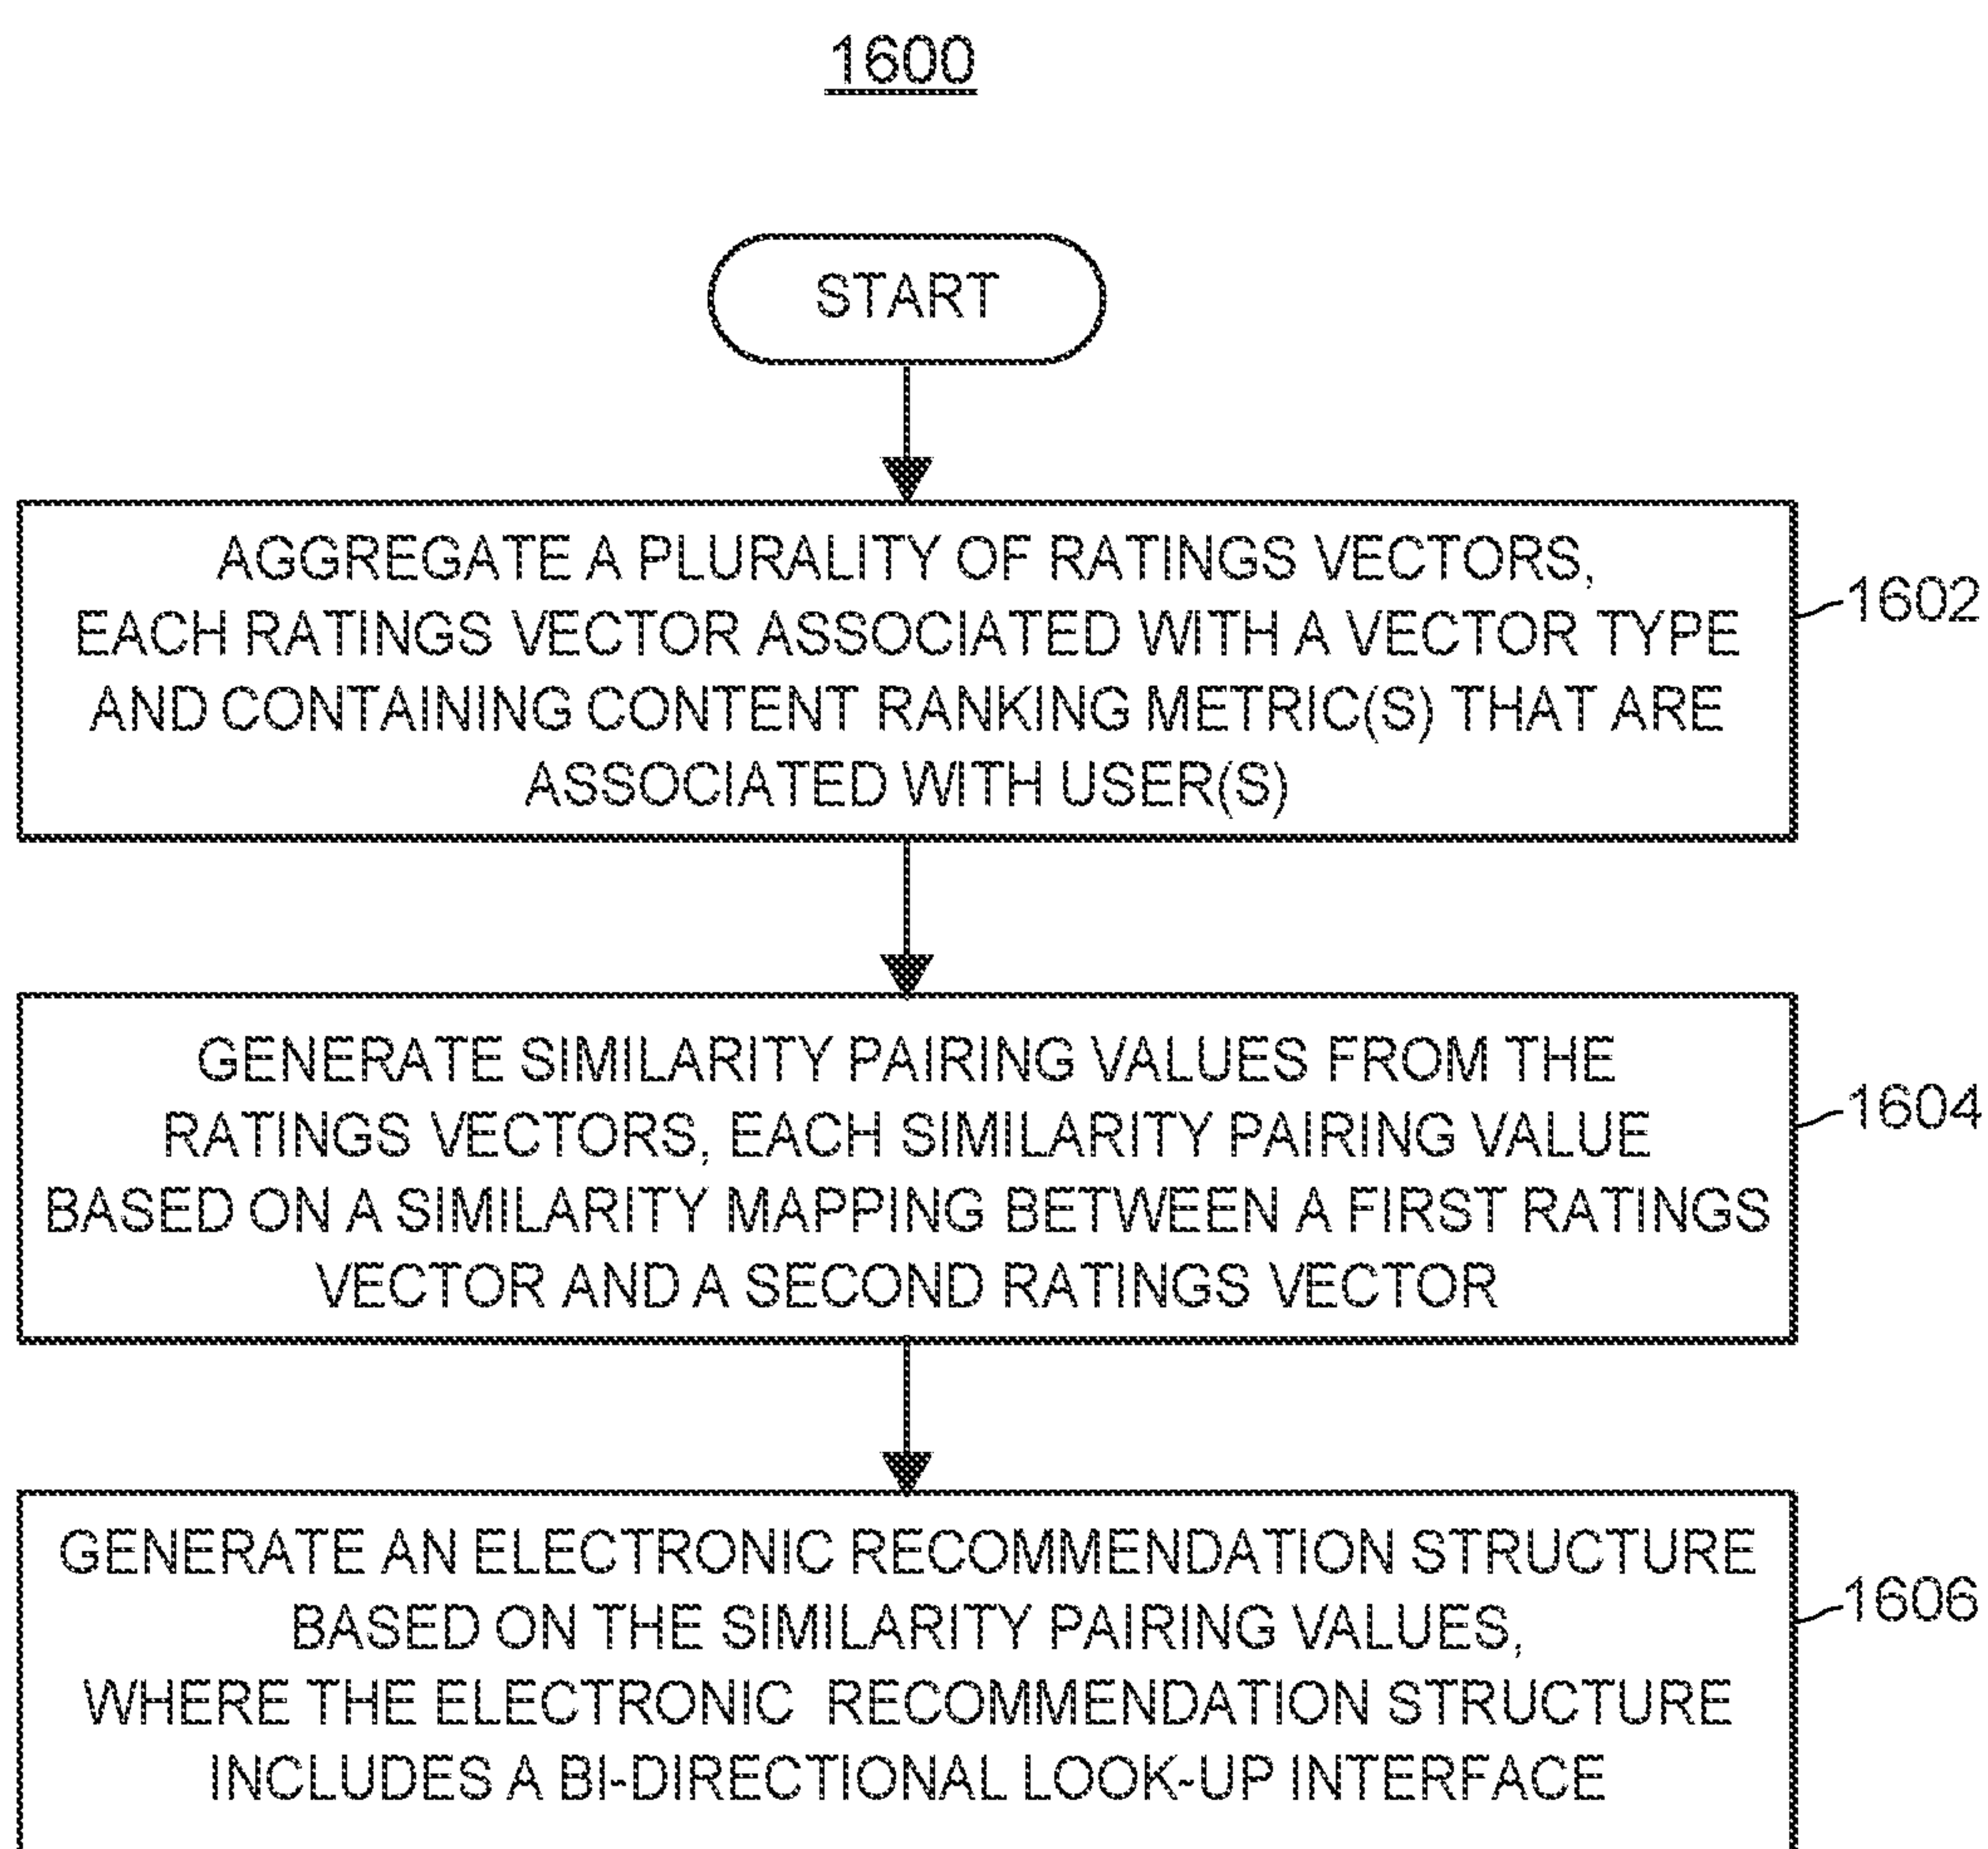 1600
START
AGGREGATE A PLURALITY OF RATINGS VECTORS,
EACH RATINGS VECTOR ASSOCIATED WITH A VECTOR TYPE
AND CONTAINING CONTENT RANKING METRIC(S) THAT ARE
ASSOCIATED WITH USER(S)
1602
GENERATE SIMILARITY PAIRING VALUES FROM THE
RATINGS VECTORS, EACH SIMILARITY PAIRING VALUE
BASED ON A SIMILARITY MAPPING BETWEEN A FIRST RATINGS
VECTOR AND A SECOND RATINGS VECTOR
1604
GENERATE AN ELECTRONIC RECOMMENDATION STRUCTURE
BASED ON THE SIMILARITY PAIRING VALUES,
WHERE THE ELECTRONIC RECOMMENDATION STRUCTURE
INCLUDES A BI-DIRECTIONAL LOOK-UP INTERFACE
1606